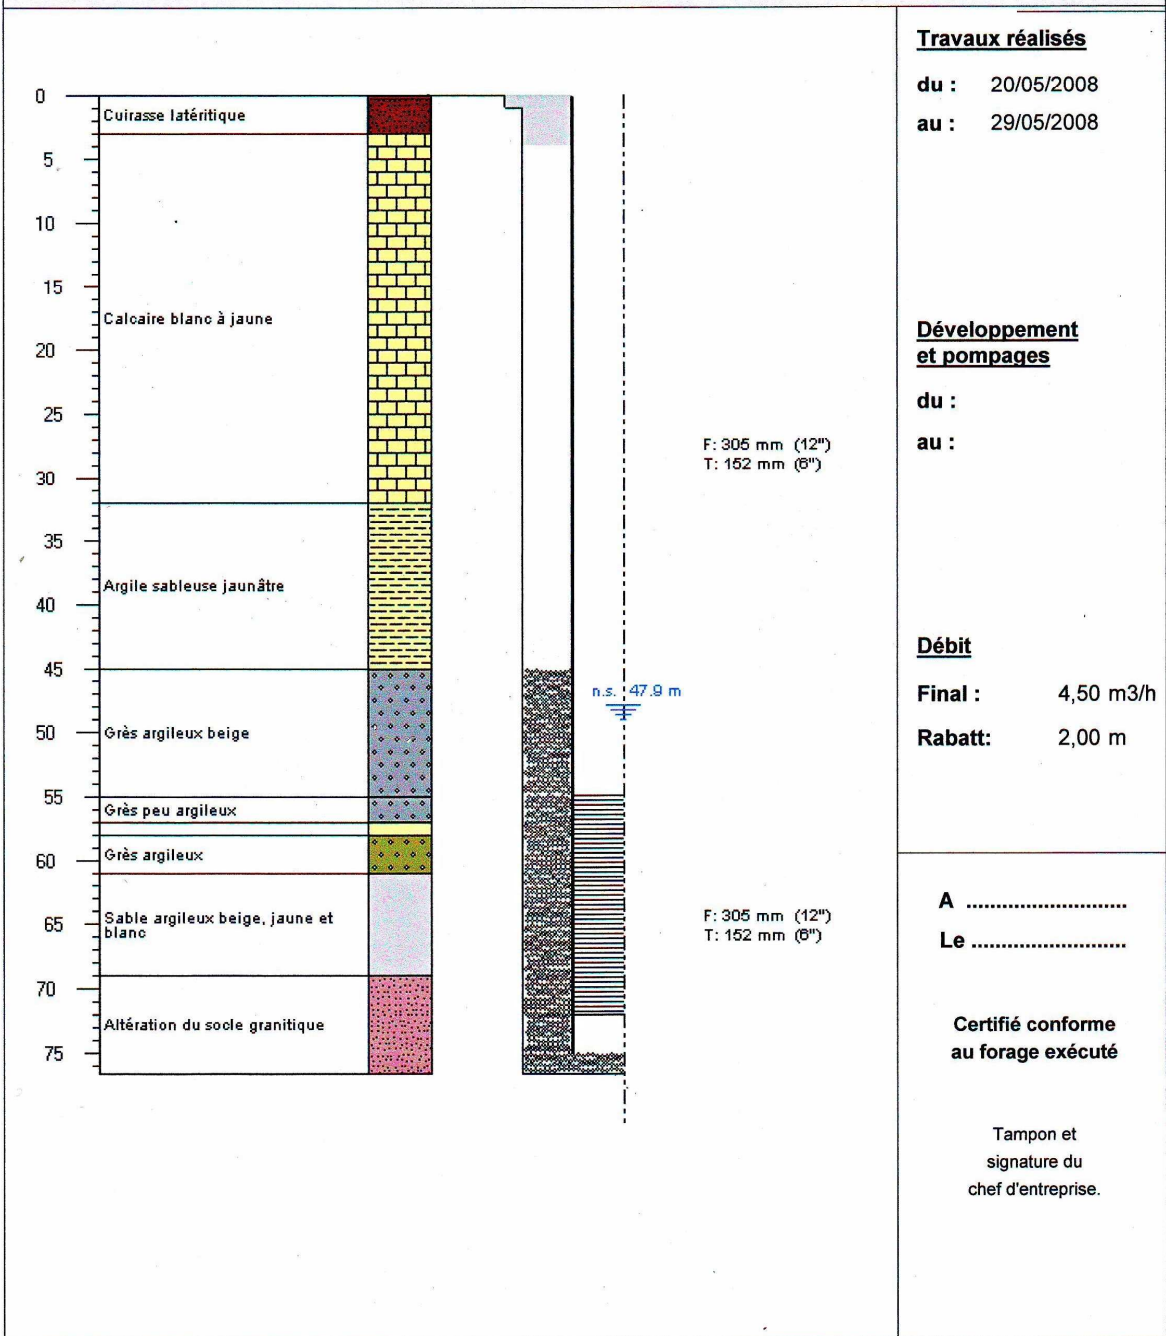 0
5
10
15
20
25
30
35
40
45
50
55
60
65
70
75
Cuirasse latéritique
Calcaire blanc à jaune
Argile sableuse jaunâtre
Grès argileux beige
Grès peu argileux
Grès argileux
Sable argileux beige, jaune et
blanc
Altération du socle granitique
n.s. 47.9 m
F: 305 mm (12")
T: 152 mm (6")
F: 305 mm (12")
T: 152 mm (6")
Travaux réalisés
du : 20/05/2008
au : 29/05/2008
Développement
et pompages
du :
au :
Débit
Final : 4,50 m3/h
Rabatt: 2,00 m
A ..........................
Le .........................
Certifié conforme
au forage exécuté
Tampon et
signature du
chef d'entreprise.